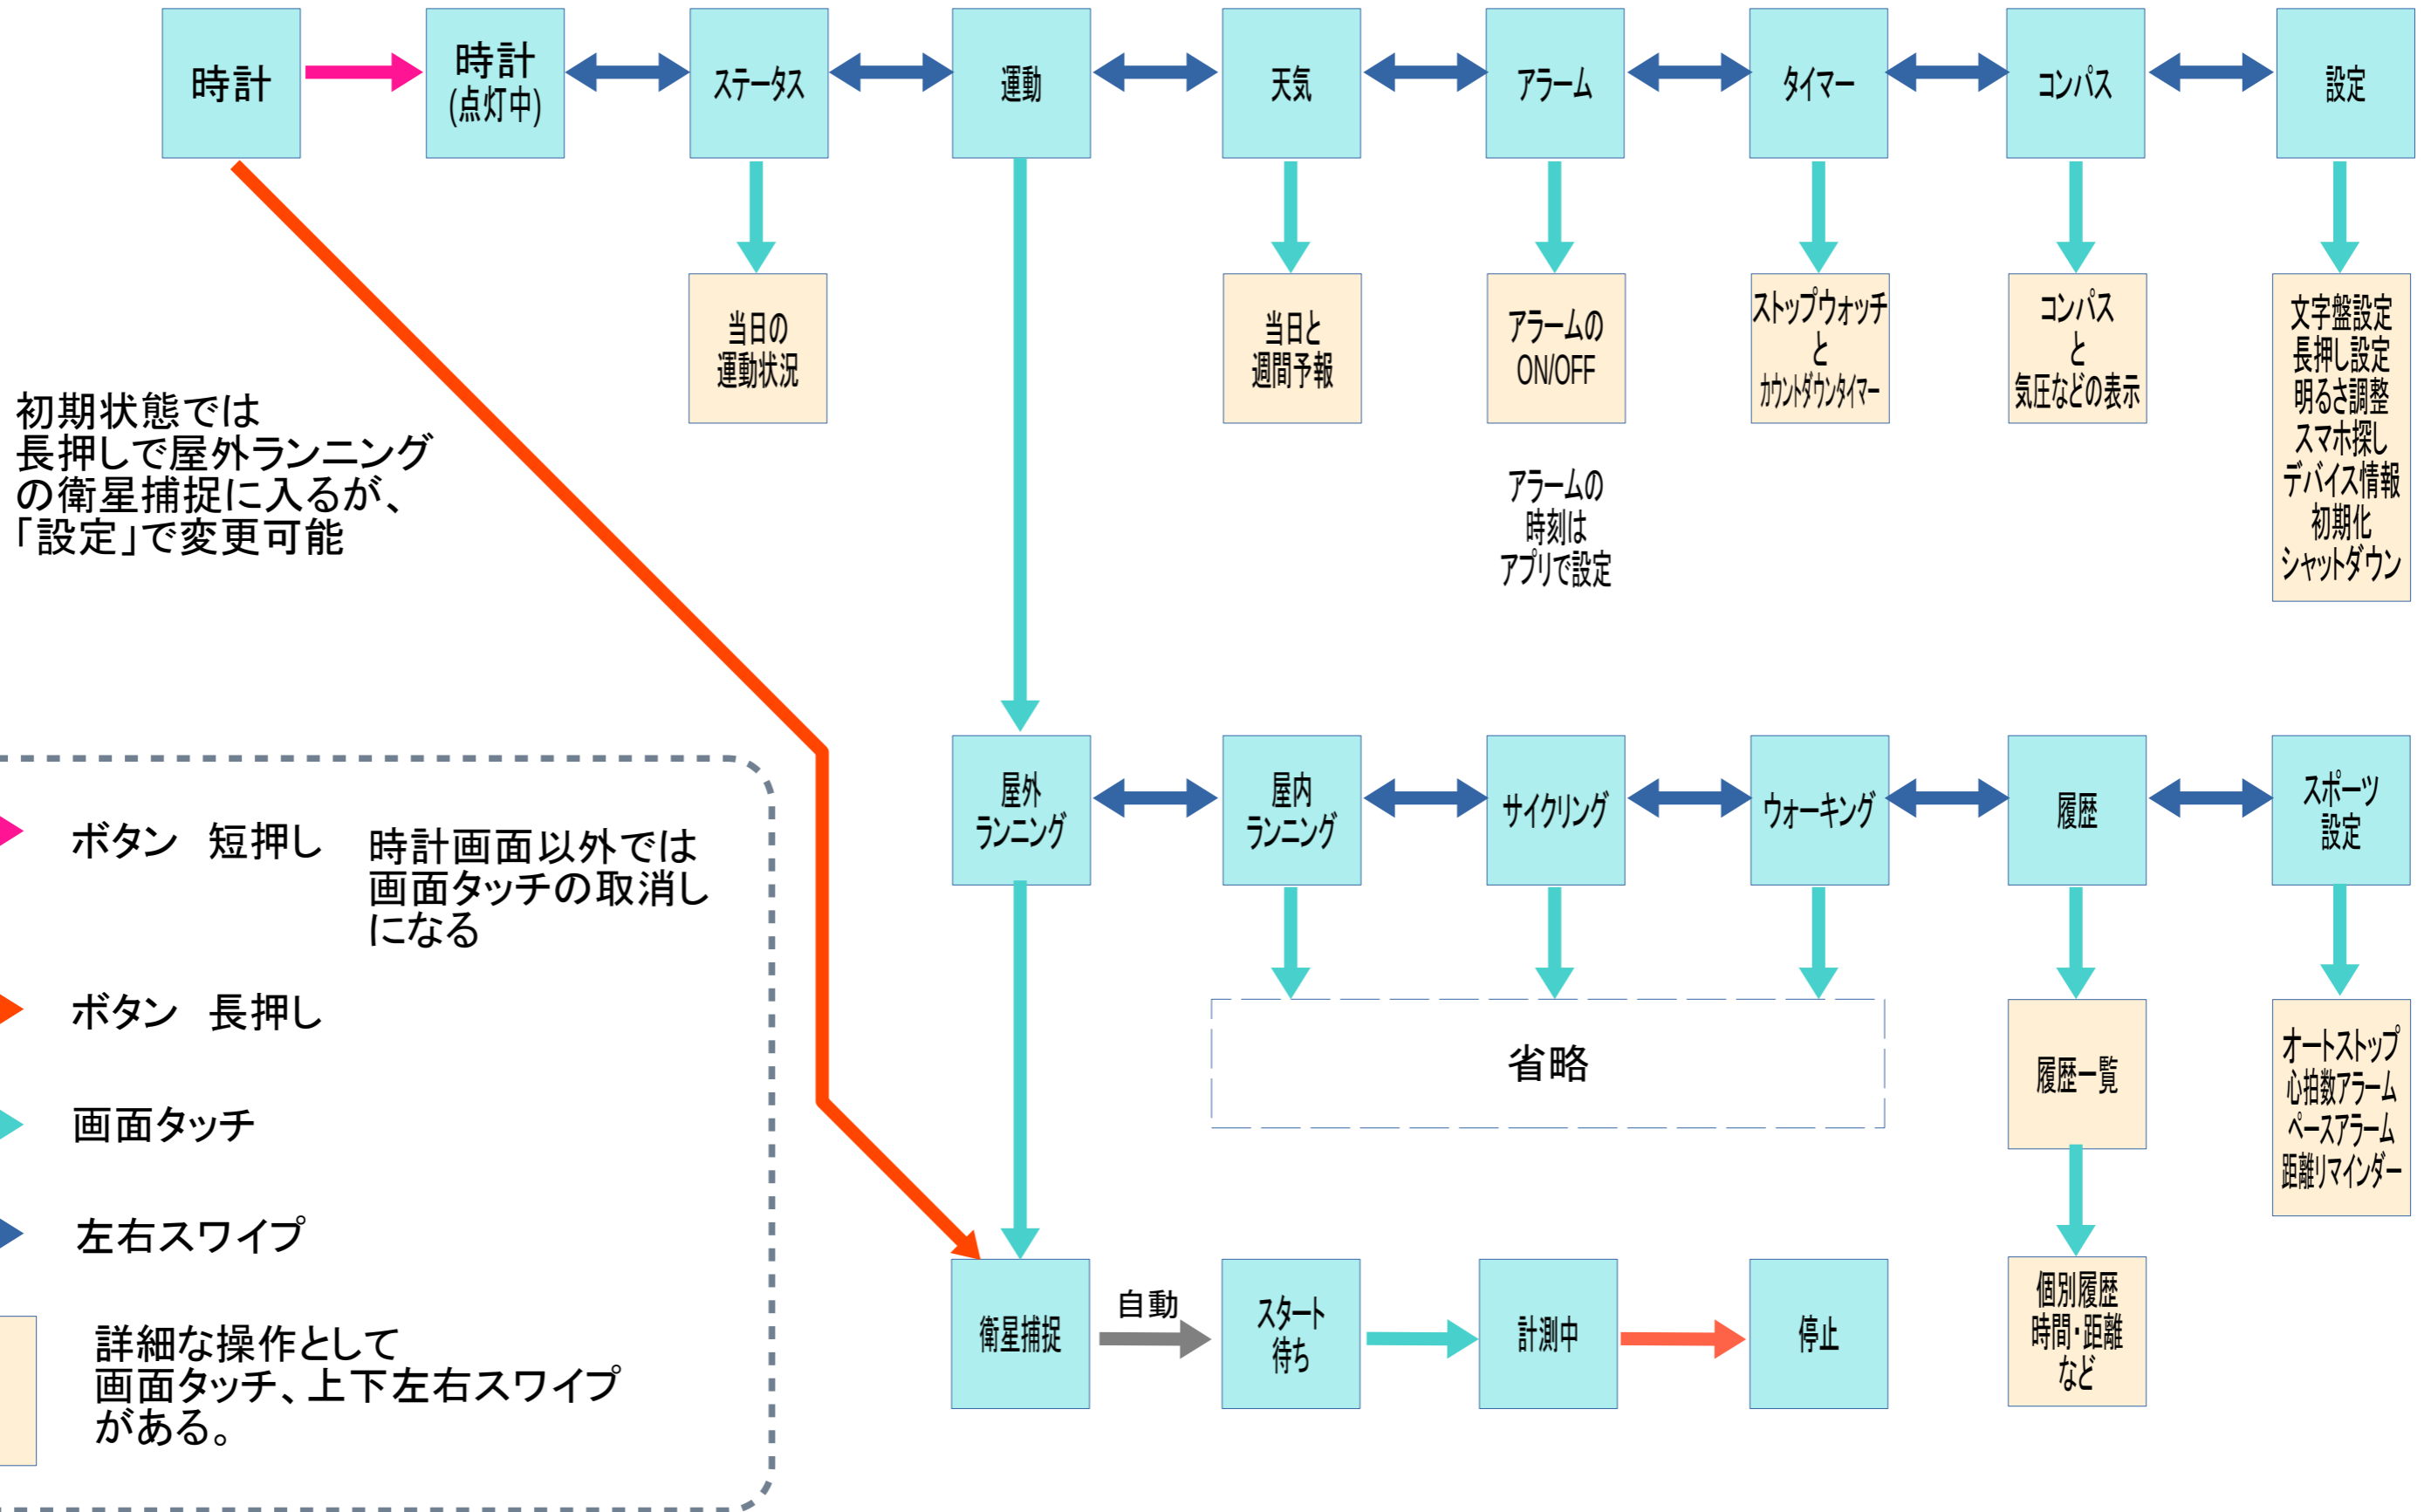 時計
時計
(点灯中)
ステータス
運動
天気
アラーム
タイマー
コンパス
設定
当日の
運動状況
当日と
週間予報
アラームの
ON/OFF
ストップウォッチ
と
カウントダウンタイマー
コンパス
と
気圧などの表示
文字盤設定
長押し設定
明るさ調整
スマホ探し
デバイス情報
初期化
シャットダウン
初期状態では
長押しで屋外ランニング
の衛星捕捉に入るが、
「設定」で変更可能
アラームの
時刻は
アプリで設定
屋外
ランニング
屋内
ランニング
サイクリング
ウォーキング
履歴
スポーツ
設定
省略
履歴一覧
オートストップ
心拍数アラーム
ペースアラーム
距離リマインダー
衛星捕捉
自動
スタート
待ち
計測中
停止
個別履歴
時間・距離
など
ボタン　短押し
時計画面以外では
画面タッチの取消し
になる
ボタン　長押し
画面タッチ
左右スワイプ
詳細な操作として
画面タッチ、上下左右スワイプ
がある。